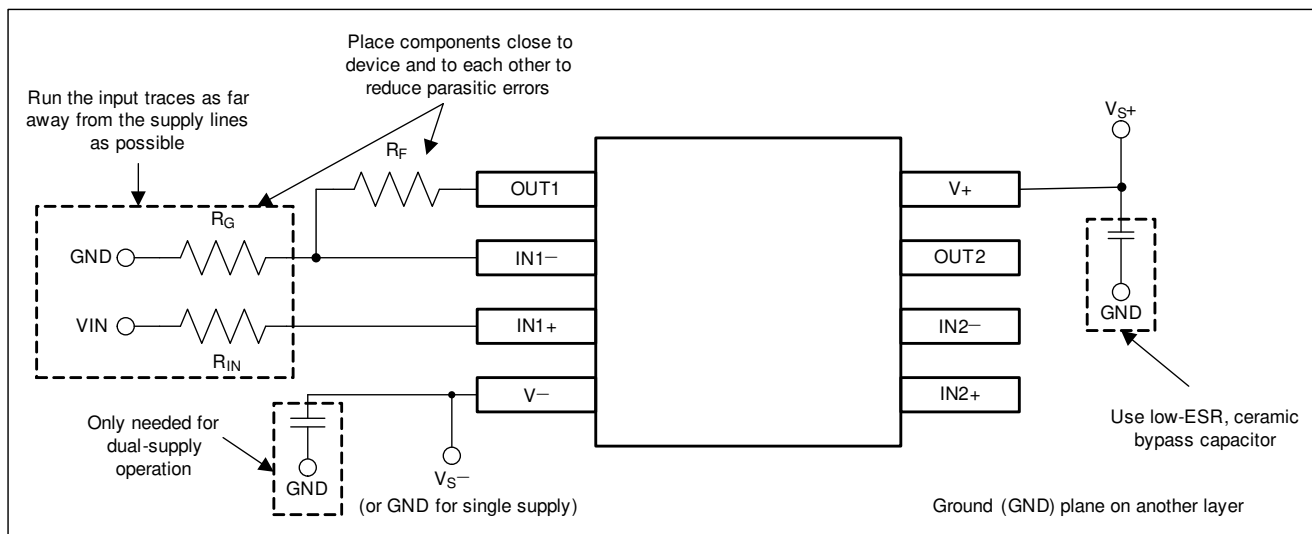 Place components close to
device and to each other to
reduce parasitic errors
Run the input traces as far
away from the supply lines
as possible
VS+
RF
OUT1
V+
RG
GND
IN1−
OUT2
GND
VIN
IN1+
IN2−
RIN
V−
IN2+
Only needed for
dual-supply
operation
GND
VS−
(or GND for single supply)
Use low-ESR, ceramic
bypass capacitor
Ground (GND) plane on another layer